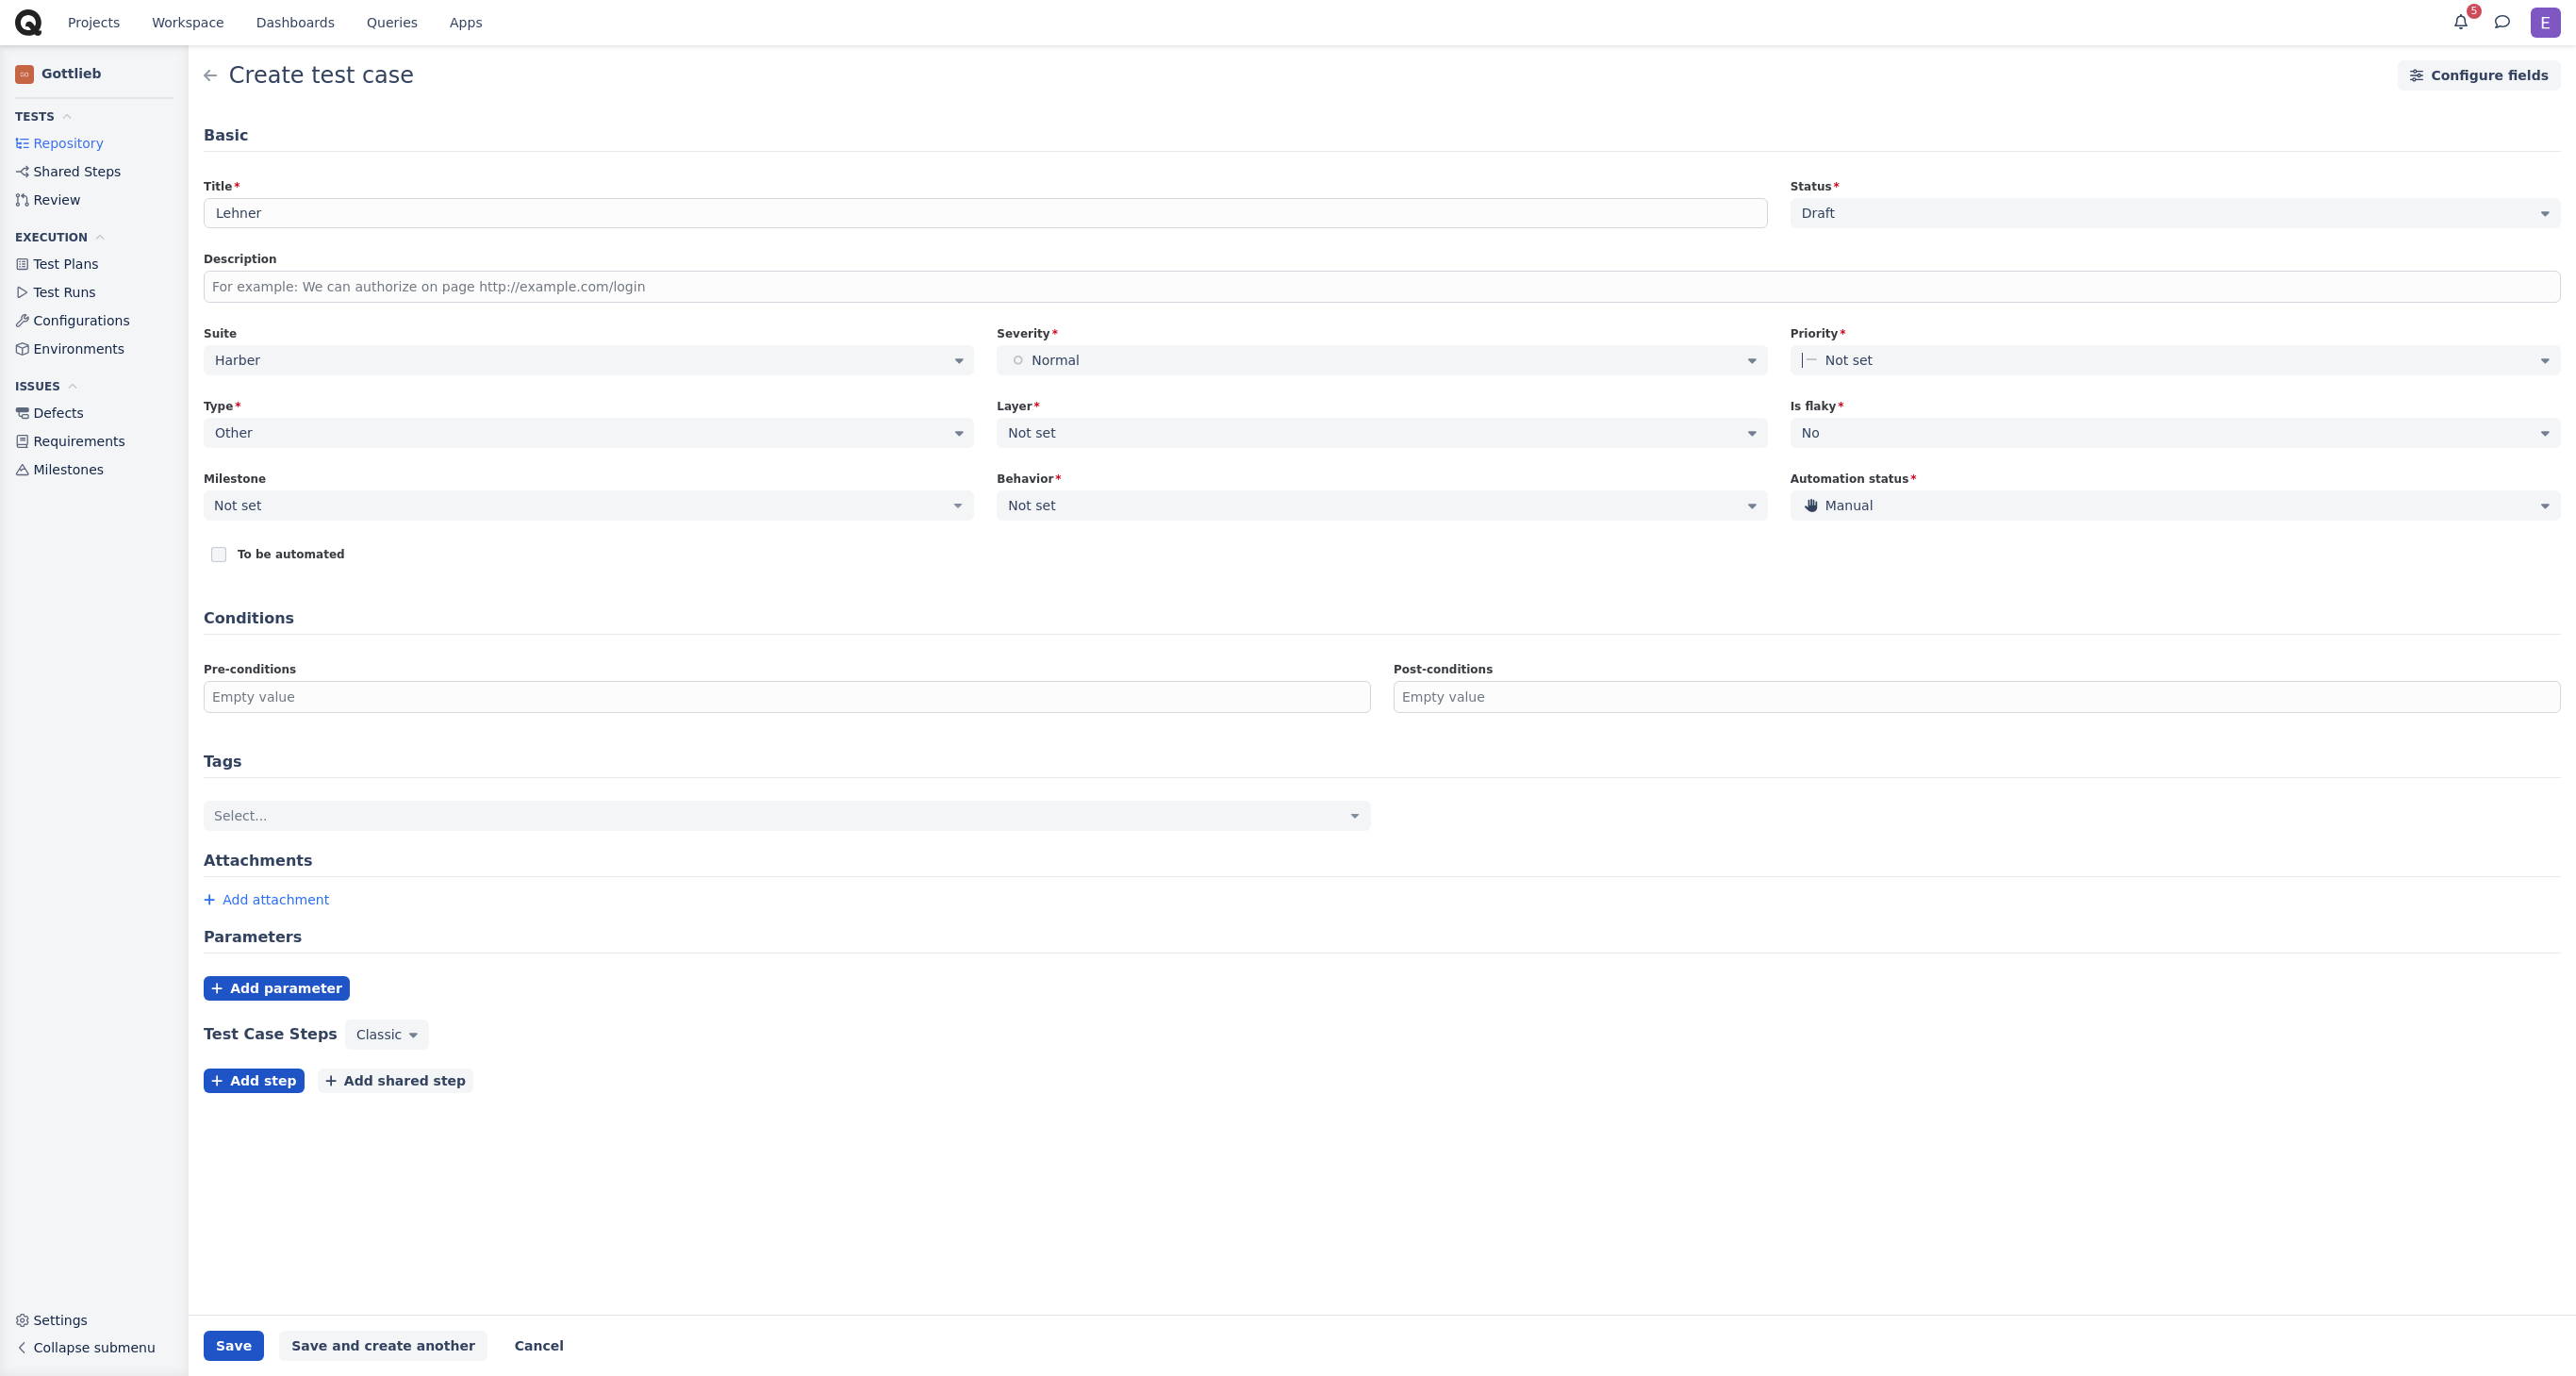 Projects Workspace Dashboards Queries Apps 5 E
GO Gottlieb
TESTS
Repository
Shared Steps
Review
EXECUTION
Test Plans
Test Runs
Configurations
Environments
ISSUES
Defects
Requirements
Milestones
Settings
Collapse submenu
Create test case
Configure fields
Basic
Title* Status*
Lehner Draft
Description
For example: We can authorize on page http://example.com/login
Suite Severity* Priority*
Harber Normal Not set
Type* Layer* Is flaky*
Other Not set No
Milestone Behavior* Automation status*
Not set Not set Manual
To be automated
Conditions
Pre-conditions Post-conditions
Empty value Empty value
Tags
Select...
Attachments
+ Add attachment
Parameters
+ Add parameter
Test Case Steps Classic
+ Add step + Add shared step
Save Save and create another Cancel